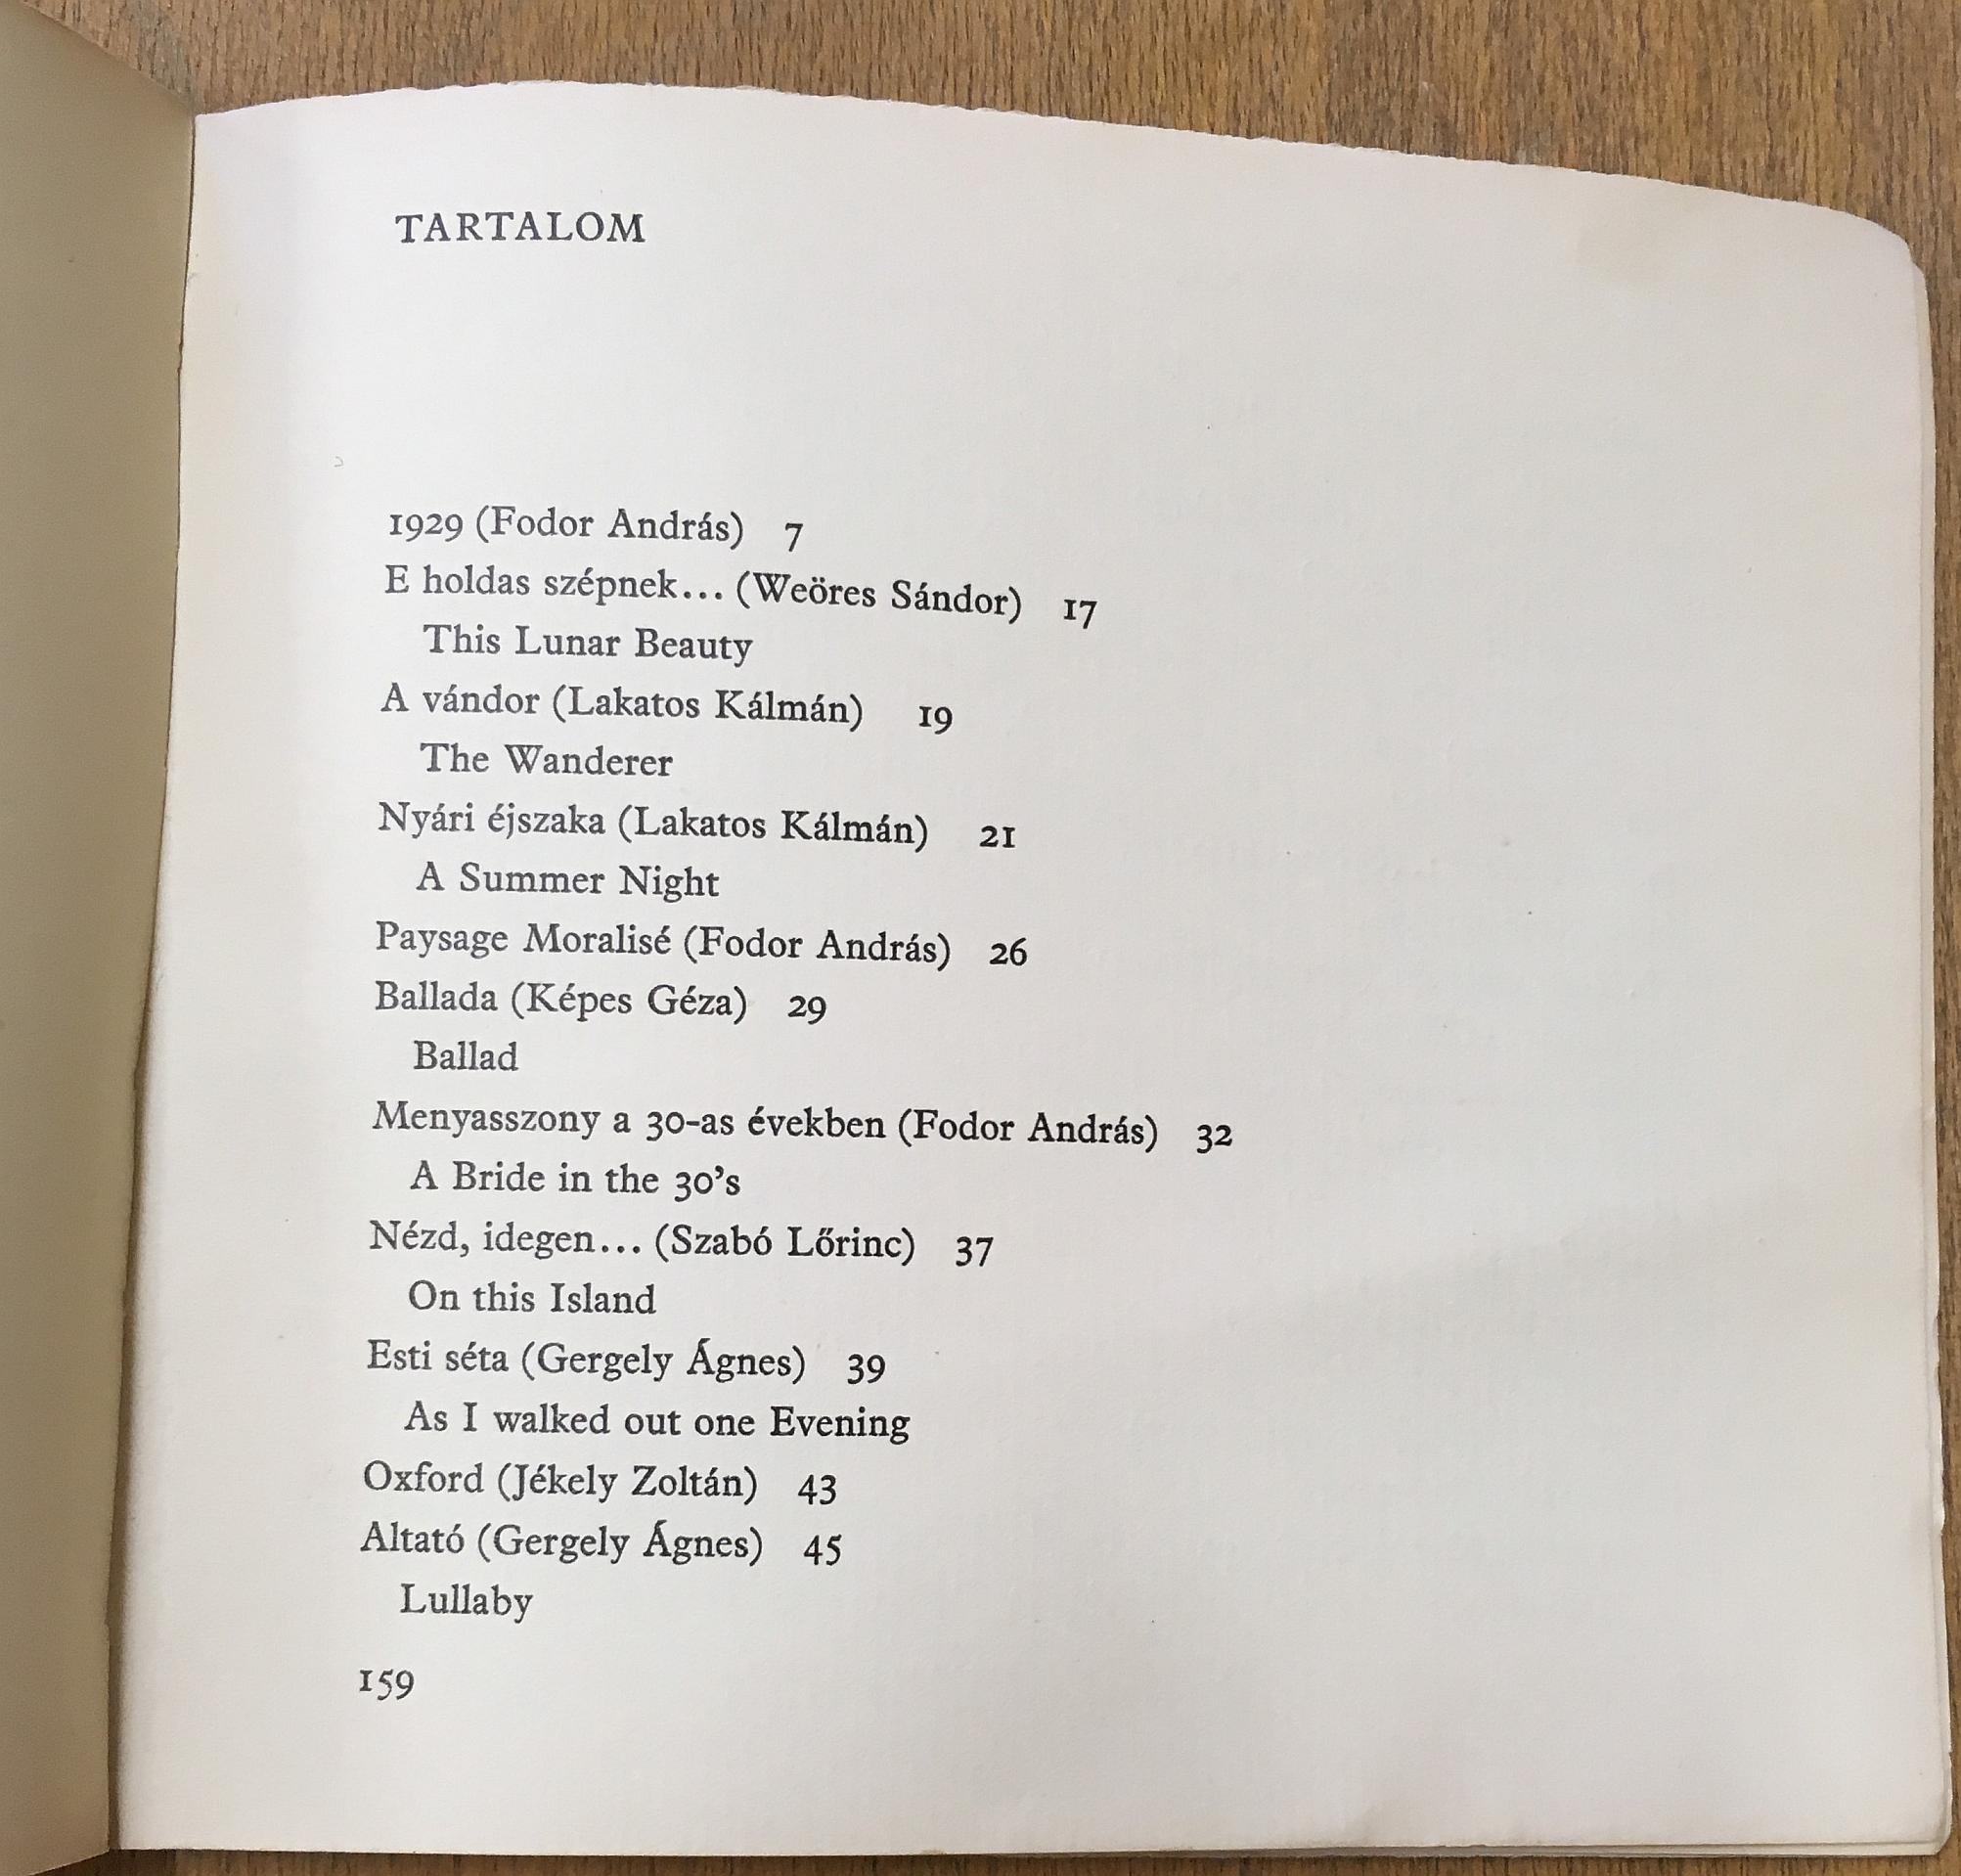 TARTALOM
1929 (Fodor András) 7
E holdas szépnek... (Weöres Sándor) 17
This Lunar Beauty
A vándor (Lakatos Kálmán) 19
The Wanderer
Nyári éjszaka (Lakatos Kálmán) 21
A Summer Night
Paysage Moralisé (Fodor András) 26
Ballada (Képes Géza) 29
Ballad
Menyasszony a 30-as években (Fodor András) 32
A Bride in the 30's
Nézd, idegen... (Szabó Lőrinc) 37
On this Island
Esti séta (Gergely Ágnes) 39
As I walked out one Evening
Oxford (Jékely Zoltán) 43
Altató (Gergely Ágnes) 45
Lullaby
159